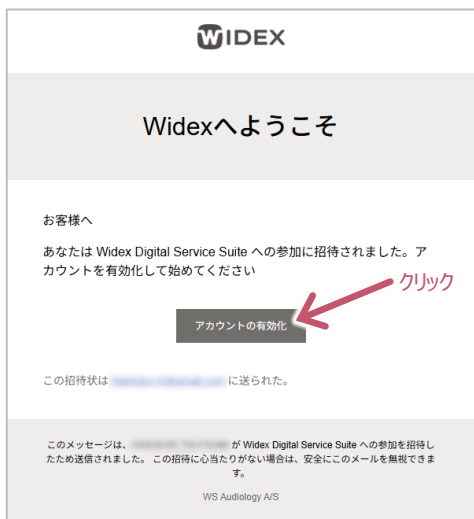 WIDEX
Widexへようこそ
お客様へ
あなたは Widex Digital Service Suite への参加に招待されました。ア
カウントを有効化して始めてください
クリック
アカウントの有効化
この招待状は に送られた。
このメッセージは、 が Widex Digital Service Suite への参加を招待し
たため送信されました。 この招待に心当たりがない場合は、安全にこのメールを無視できま
す。
WS Audiology A/S